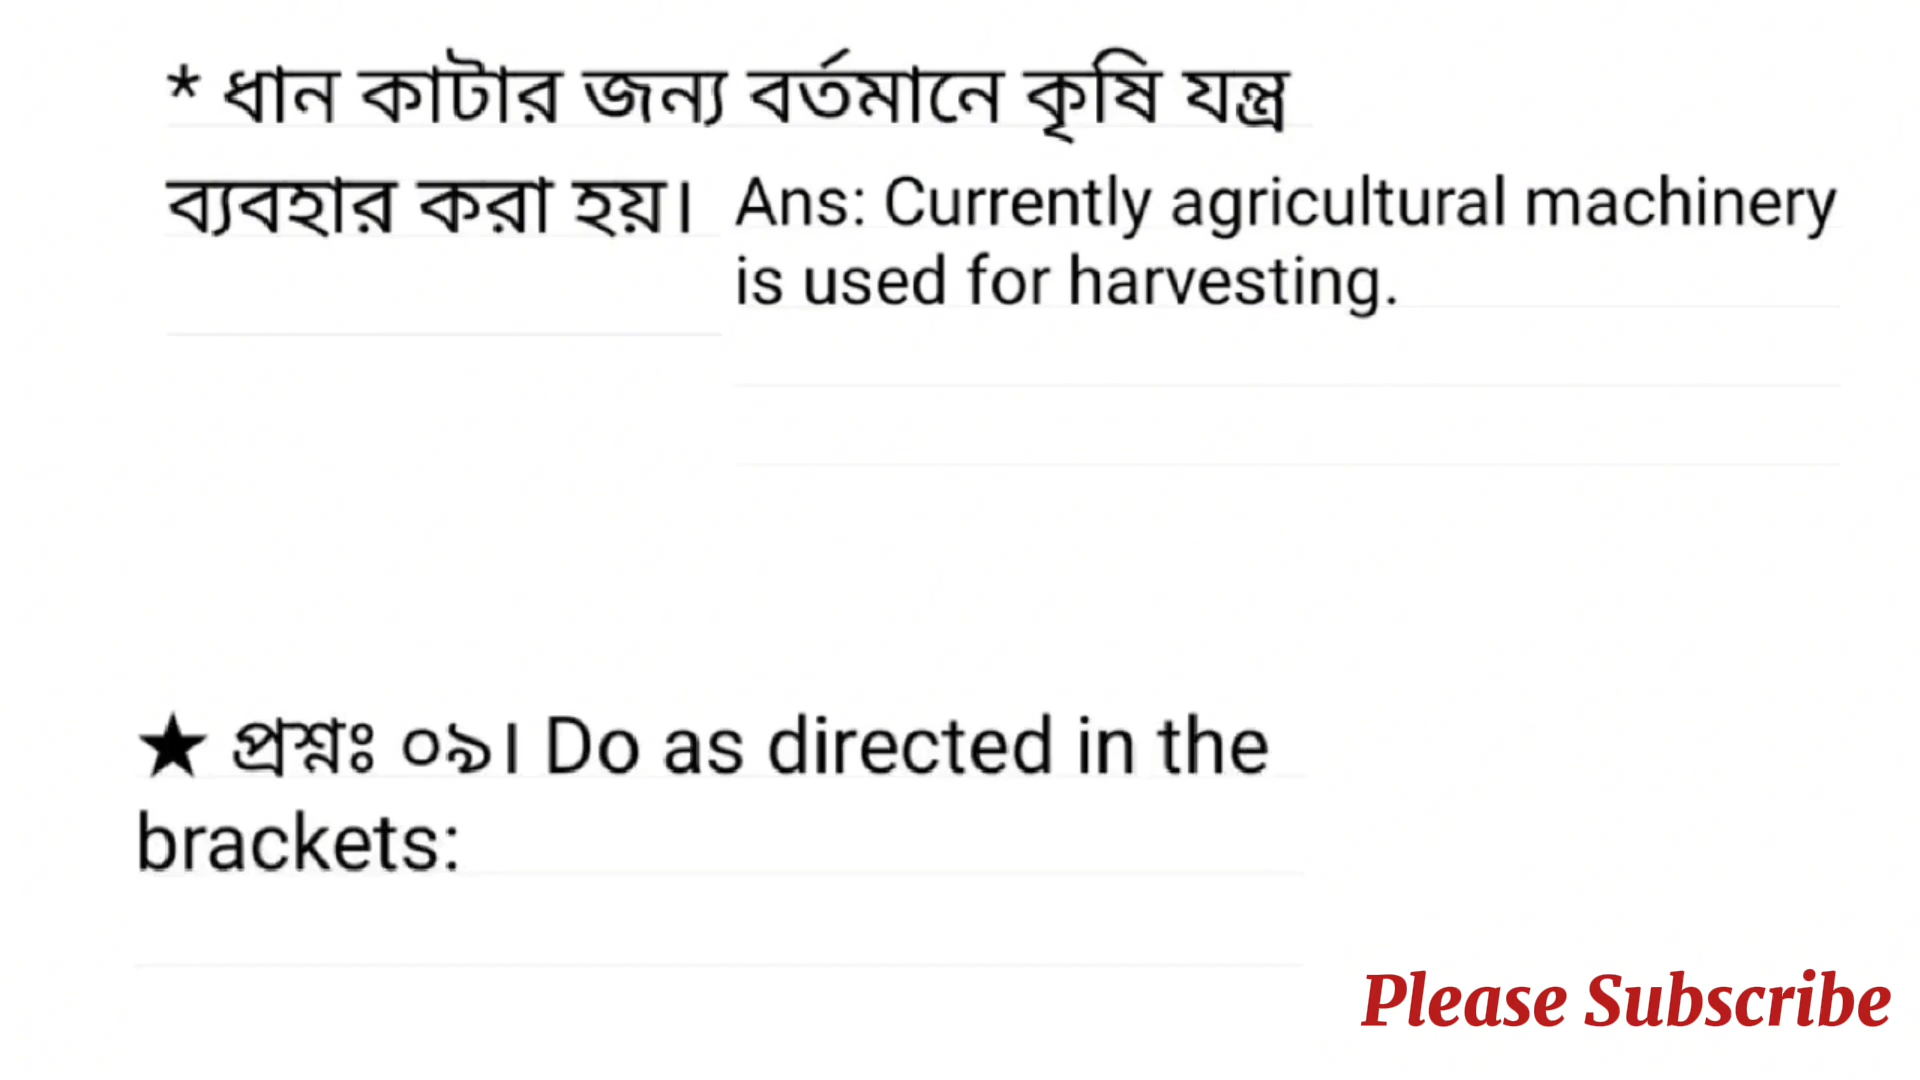 * ধান কাটার জন্য বর্তমানে কৃষি যন্ত্র
ব্যবহার করা হয়।
Ans: Currently agricultural machinery
is used for harvesting.
★ প্রশ্নঃ ০৯। Do as directed in the
brackets:
Please Subscribe